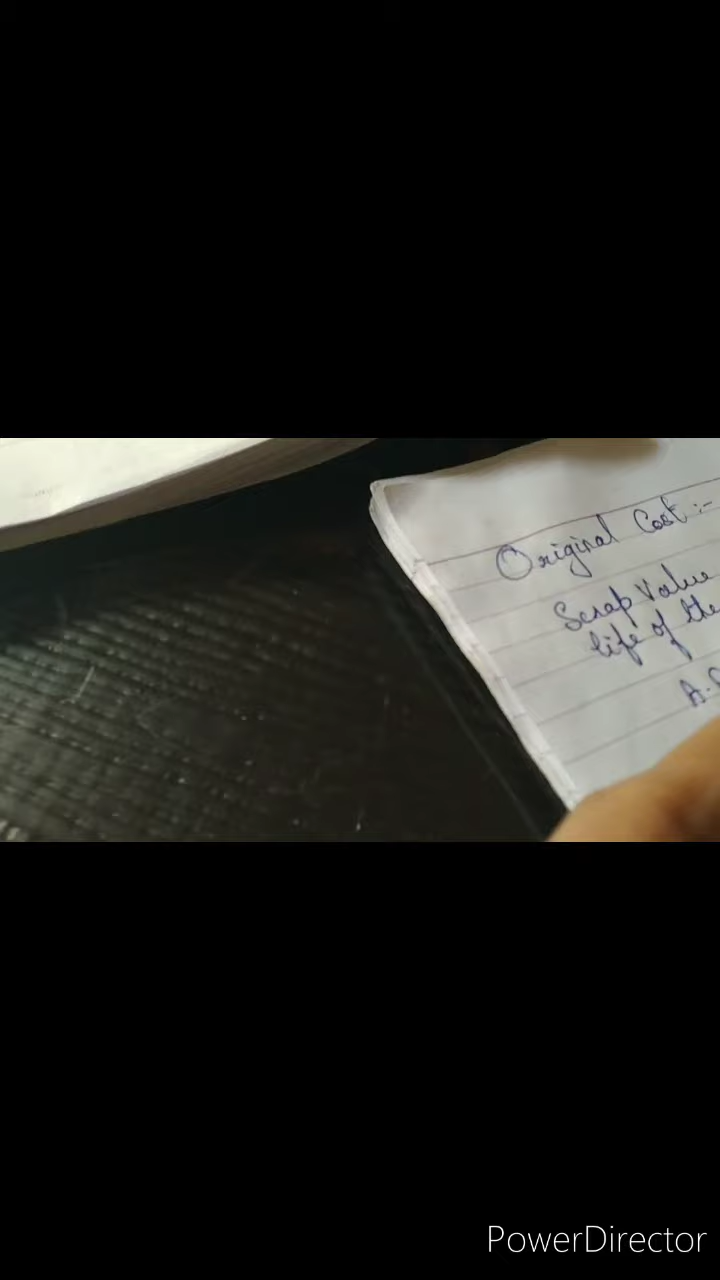 Original Cost :-
Scrap Value
life of the
PowerDirector